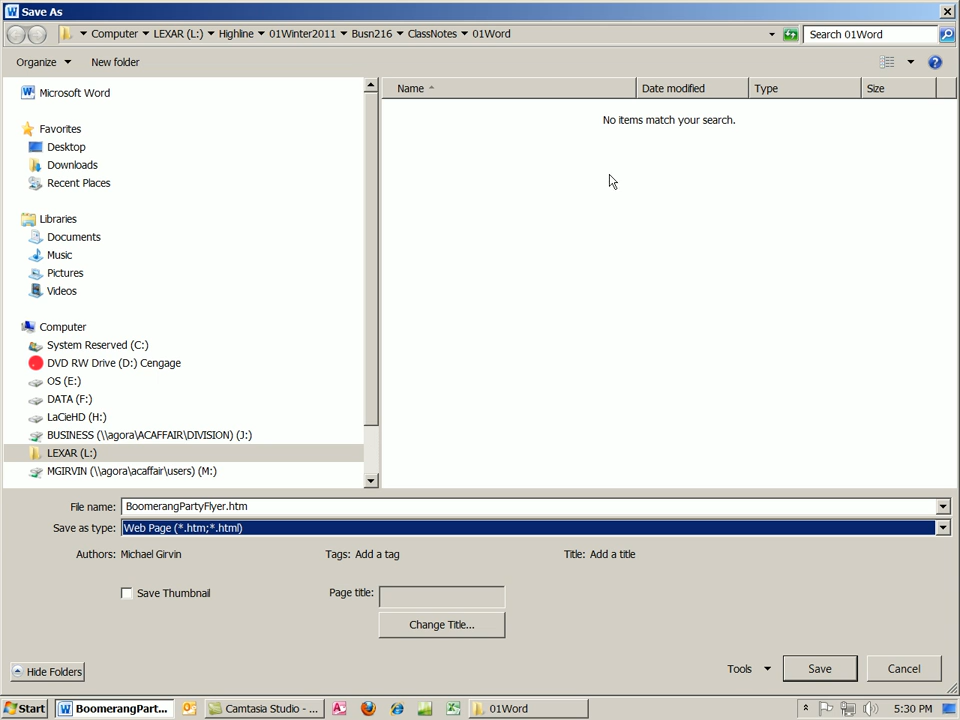 Save As
Computer LEXAR (L:) Highline 01Winter2011 Busn216 ClassNotes 01Word Search 01Word
Organize New folder
Microsoft Word
Name Date modified Type Size
No items match your search.
Favorites
Desktop
Downloads
Recent Places
Libraries
Documents
Music
Pictures
Videos
Computer
System Reserved (C:)
DVD RW Drive (D:) Cengage
OS (E:)
DATA (F:)
LaCieHD (H:)
BUSINESS (\\agora\ACAFFAIR\DIVISION) (J:)
LEXAR (L:)
MGIRVIN (\\agora\acaffair\users) (M:)
File name: BoomerangPartyFlyer.htm
Save as type: Web Page (*.htm;*.html)
Authors: Michael Girvin Tags: Add a tag Title: Add a title
Save Thumbnail Page title:
Change Title...
Hide Folders Tools Save Cancel
Start BoomerangPart... Camtasia Studio - ... 01Word 5:30 PM